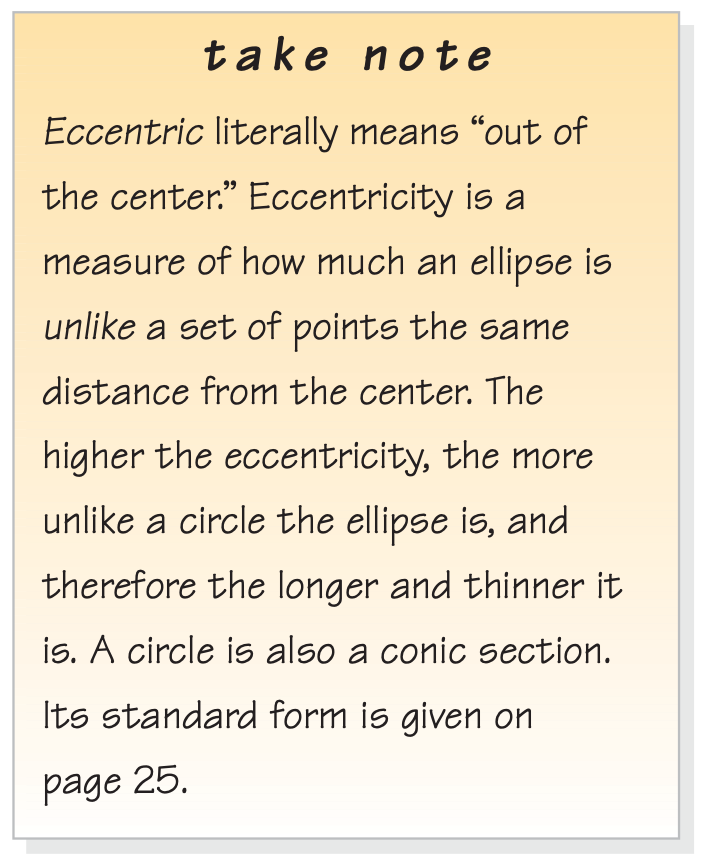 take note
Eccentric literally means “out of
the center.” Eccentricity is a
measure of how much an ellipse is
unlike a set of points the same
distance from the center. The
higher the eccentricity, the more
unlike a circle the ellipse is, and
therefore the longer and thinner it
is. A circle is also a conic section.
Its standard form is given on
page 25.